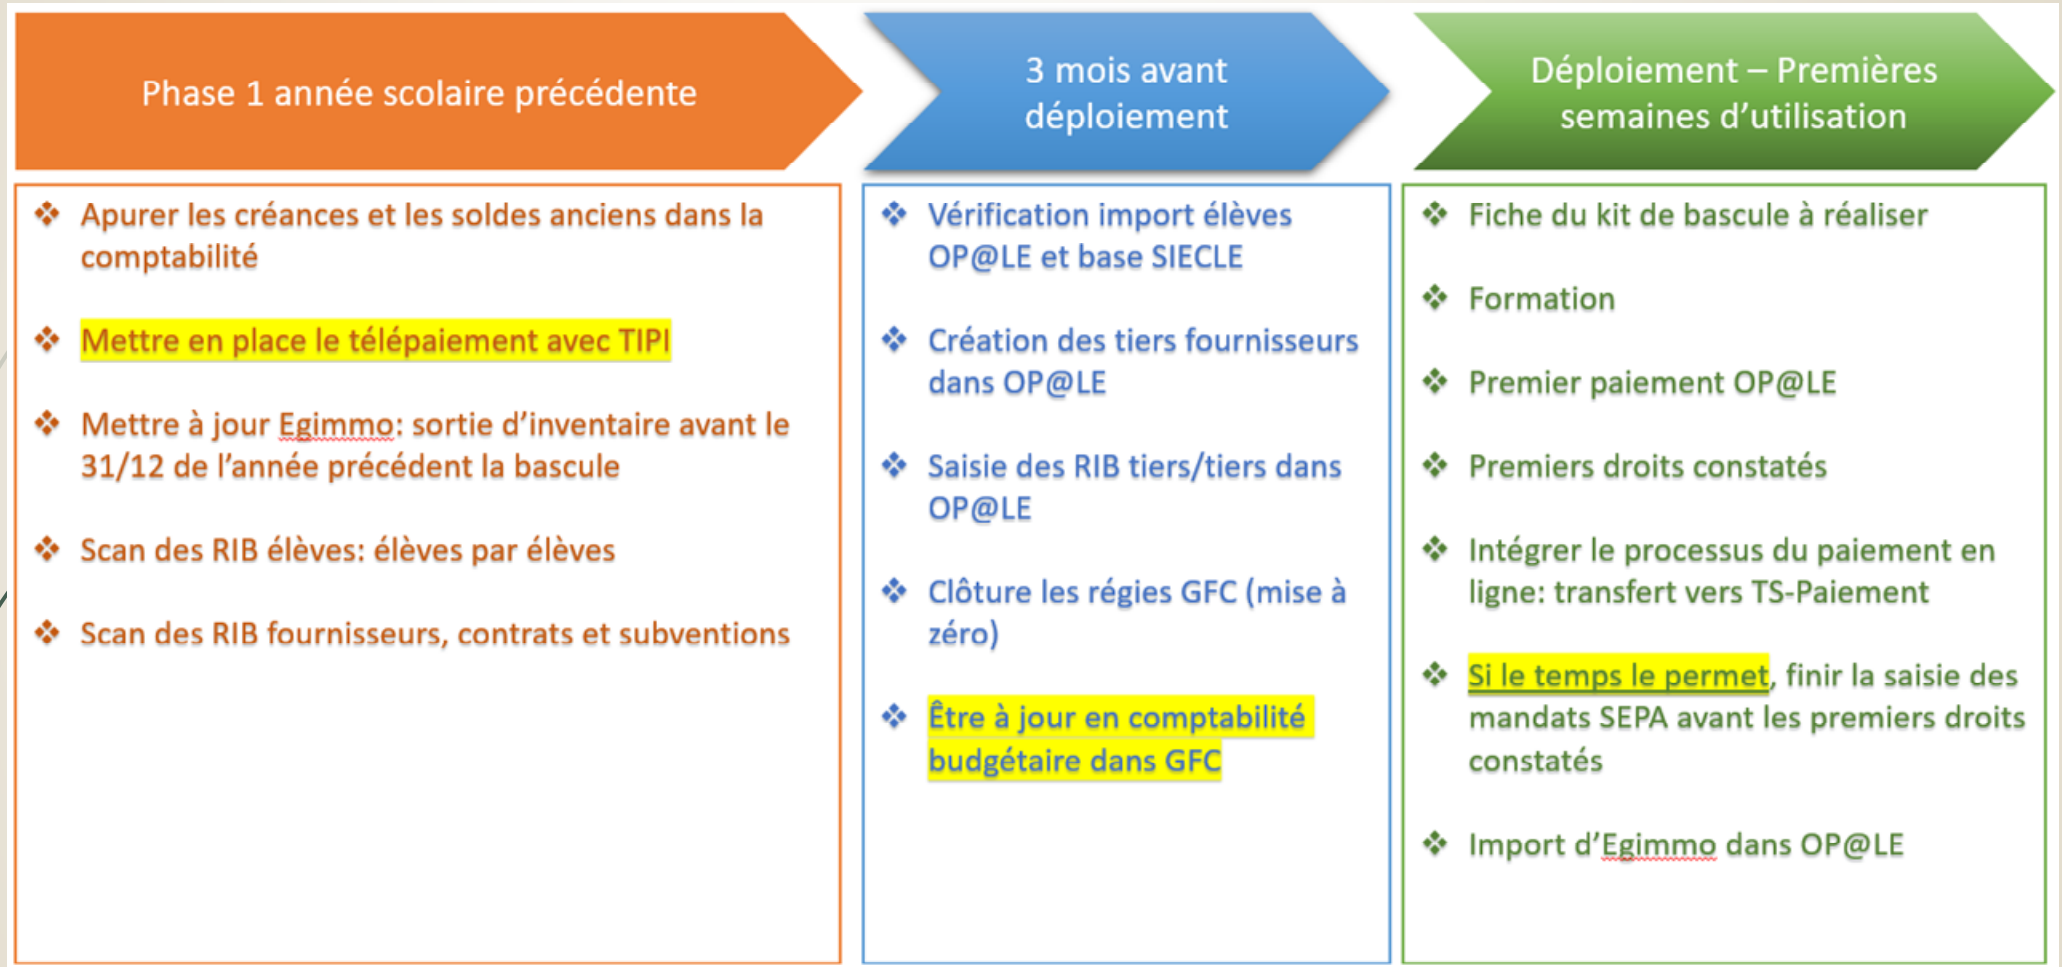 Phase 1 année scolaire précédente
3 mois avant
déploiement
Déploiement – Premières
semaines d'utilisation
❖ Apurer les créances et les soldes anciens dans la
comptabilité
❖ Mettre en place le télépaiement avec TIPI
❖ Mettre à jour Egimmo: sortie d'inventaire avant le
31/12 de l'année précédent la bascule
❖ Scan des RIB élèves: élèves par élèves
❖ Scan des RIB fournisseurs, contrats et subventions
❖ Vérification import élèves
OP@LE et base SIECLE
❖ Création des tiers fournisseurs
dans OP@LE
❖ Saisie des RIB tiers/tiers dans
OP@LE
❖ Clôture les régies GFC (mise à
zéro)
❖ Être à jour en comptabilité
budgétaire dans GFC
❖ Fiche du kit de bascule à réaliser
❖ Formation
❖ Premier paiement OP@LE
❖ Premiers droits constatés
❖ Intégrer le processus du paiement en
ligne: transfert vers TS-Paiement
❖ Si le temps le permet, finir la saisie des
mandats SEPA avant les premiers droits
constatés
❖ Import d'Egimmo dans OP@LE